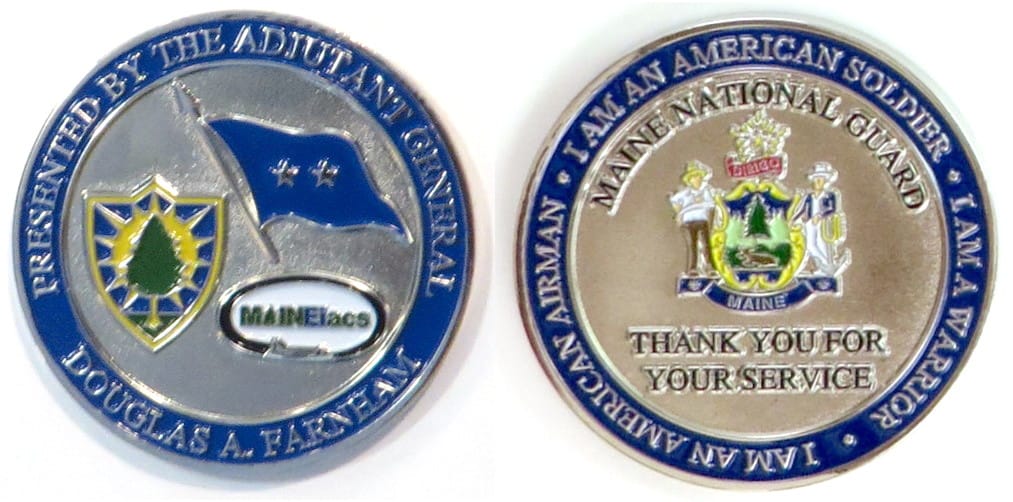 PRESENTED BY THE ADJUTANT GENERAL
MAINEiacs
DOUGLAS A. FARNHAM
I AM AN AMERICAN SOLDIER • I AM A WARRIOR • I AM AN AMERICAN AIRMAN •
MAINE NATIONAL GUARD
DIRIGO
MAINE
THANK YOU FOR
YOUR SERVICE